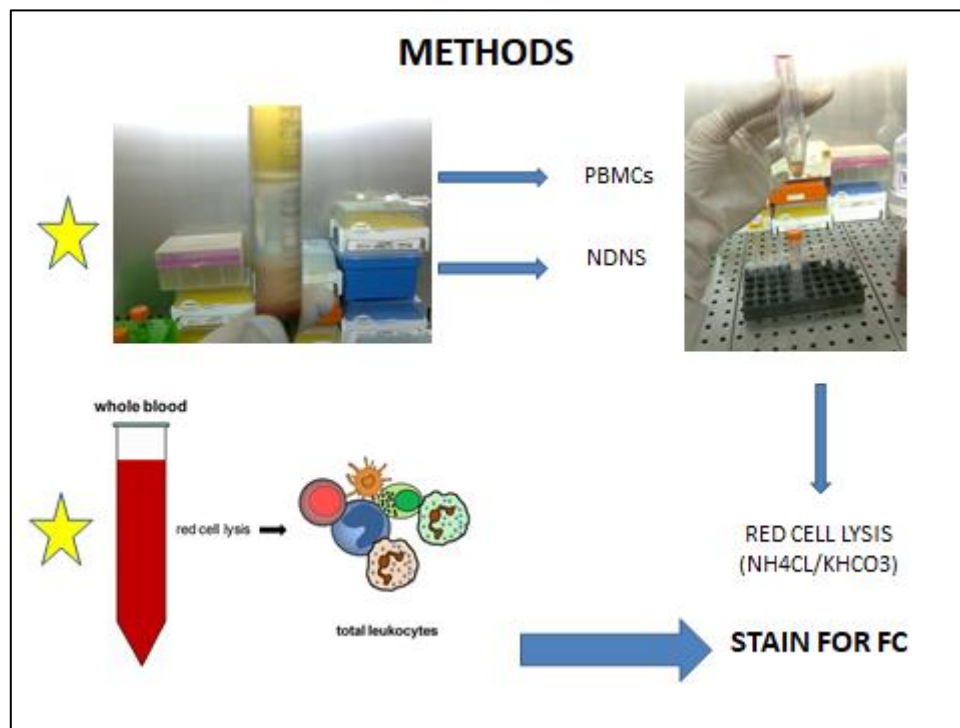 METHODS
PBMCs
NDNS
whole blood
red cell lysis
total leukocytes
RED CELL LYSIS
(NH4CL/KHCO3)
STAIN FOR FC